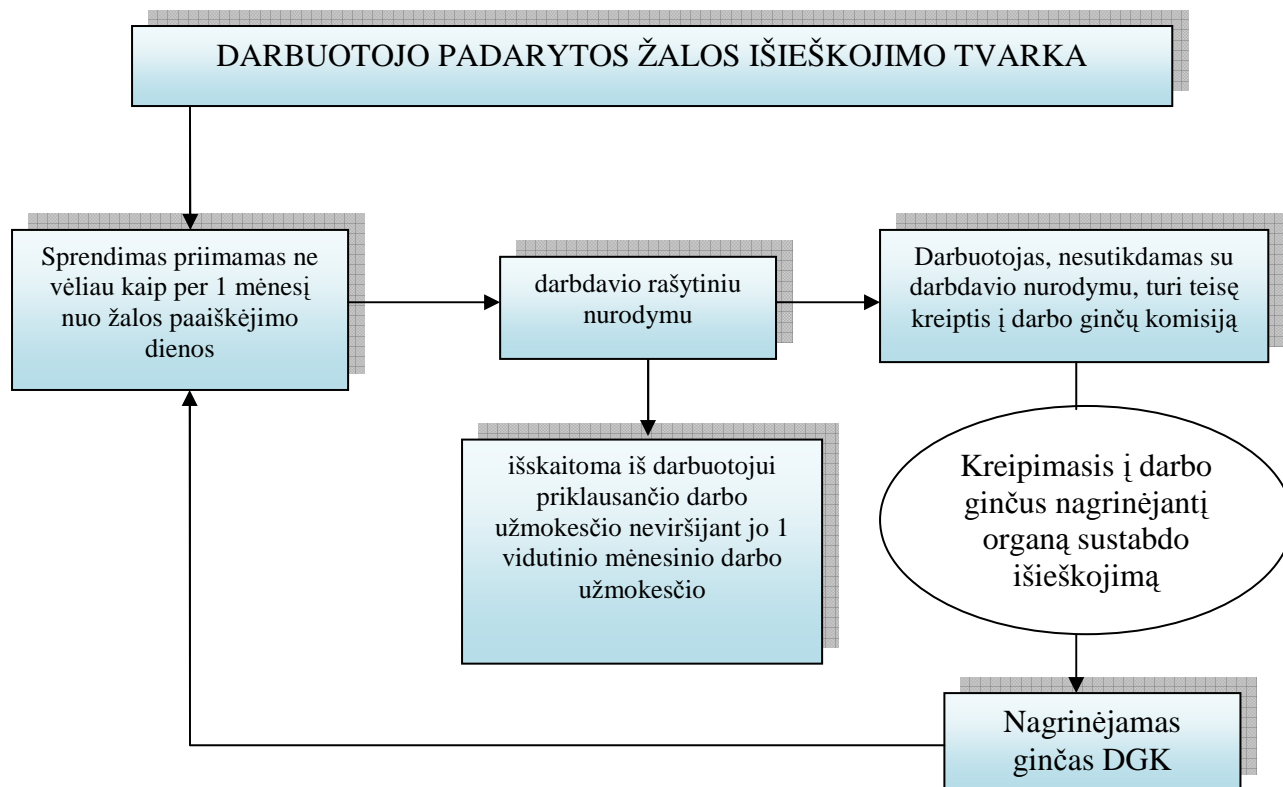 DARBUOTOJO PADARYTOS ŽALOS IŠIEŠKOJIMO TVARKA
Sprendimas priimamas ne
vėliau kaip per 1 mėnesį
nuo žalos paaiškėjimo
dienos
darbdavio rašytiniu
nurodymu
Darbuotojas, nesutikdamas su
darbdavio nurodymu, turi teisę
kreiptis į darbo ginčų komisiją
išskaitoma iš darbuotojui
priklausančio darbo
užmokesčio neviršijant jo 1
vidutinio mėnesinio darbo
užmokesčio
Kreipimasis į darbo
ginčus nagrinėjantį
organą sustabdo
išieškojimą
Nagrinėjamas
ginčas DGK